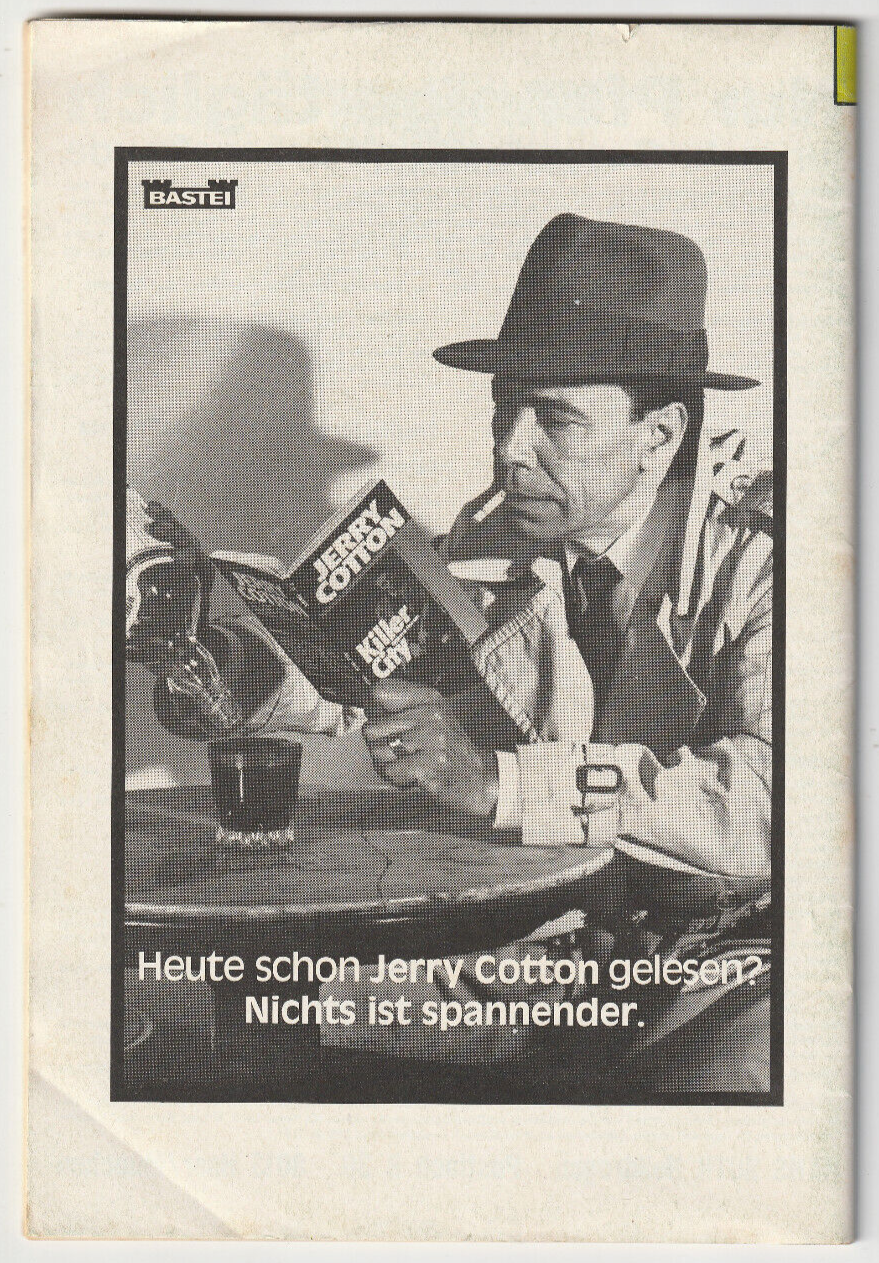 BASTEI
JERRY
COTTON
Killer
City
Heute schon Jerry Cotton gelesen?
Nichts ist spannender.